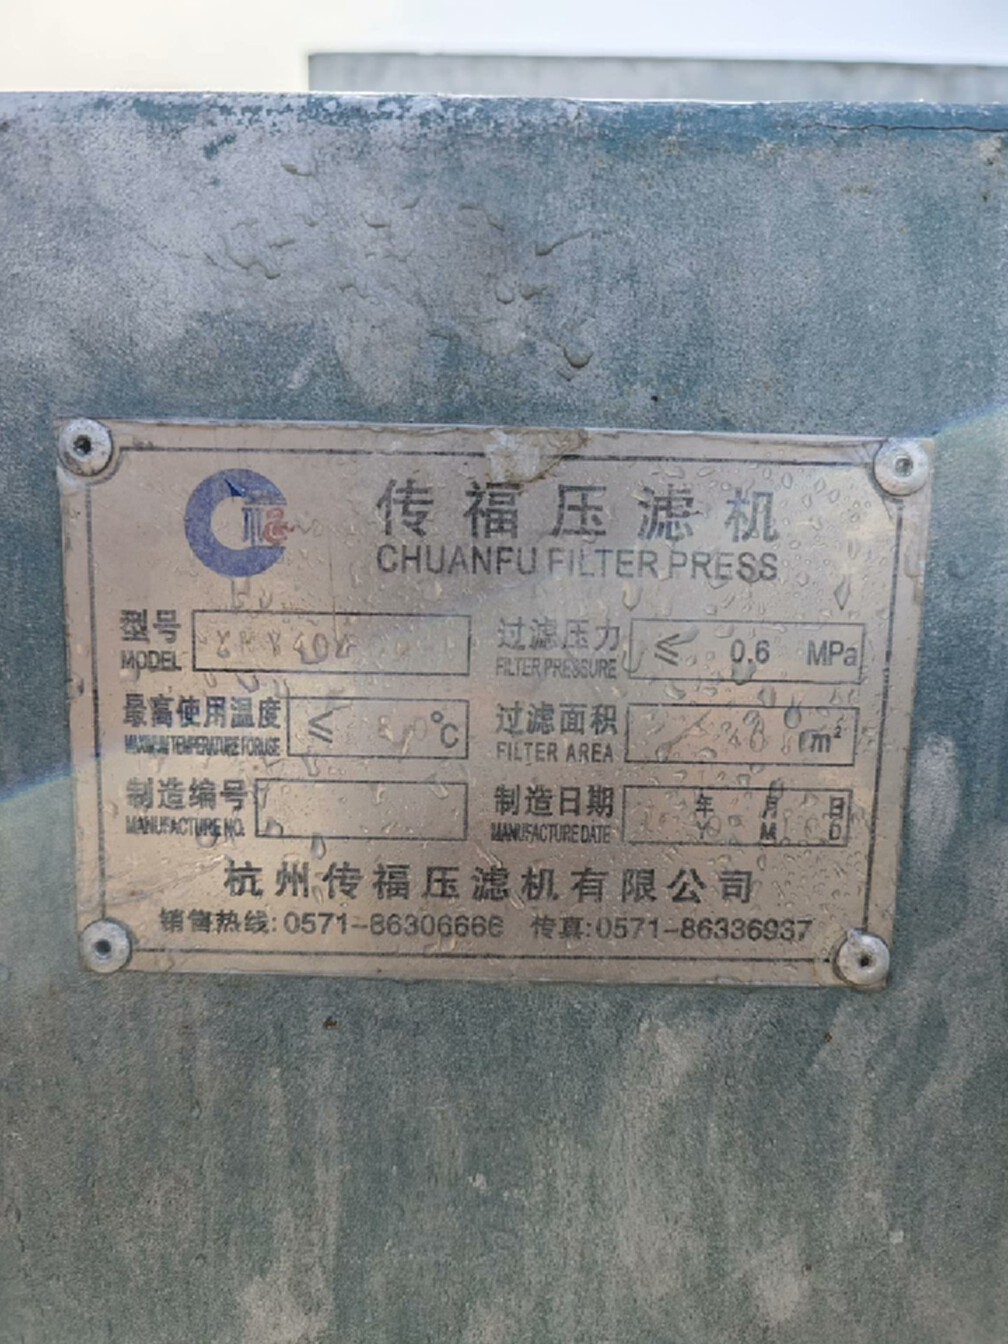 传福压滤机
CHUANFU FILTER PRESS
型号
MODEL
过滤压力 ≤ 0.6 MPa
FILTER PRESSURE
最高使用温度 ≤ ℃
MAXIMUM TEMPERATURE FOR USE
过滤面积 m²
FILTER AREA
制造编号
MANUFACTURE NO.
制造日期 年 月 日
MANUFACTURE DATE Y M D
杭州传福压滤机有限公司
销售热线:0571-86306666 传真:0571-86336937